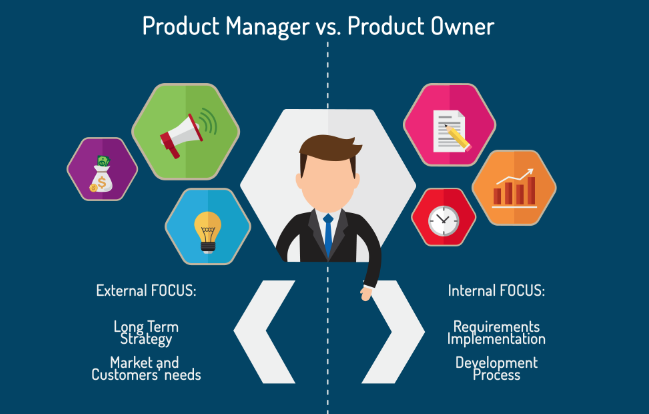 Product Manager vs. Product Owner
$
External FOCUS:
Long Term
Strategy
Market and
Customers' needs
Internal FOCUS:
Requirements
Implementation
Development
Process